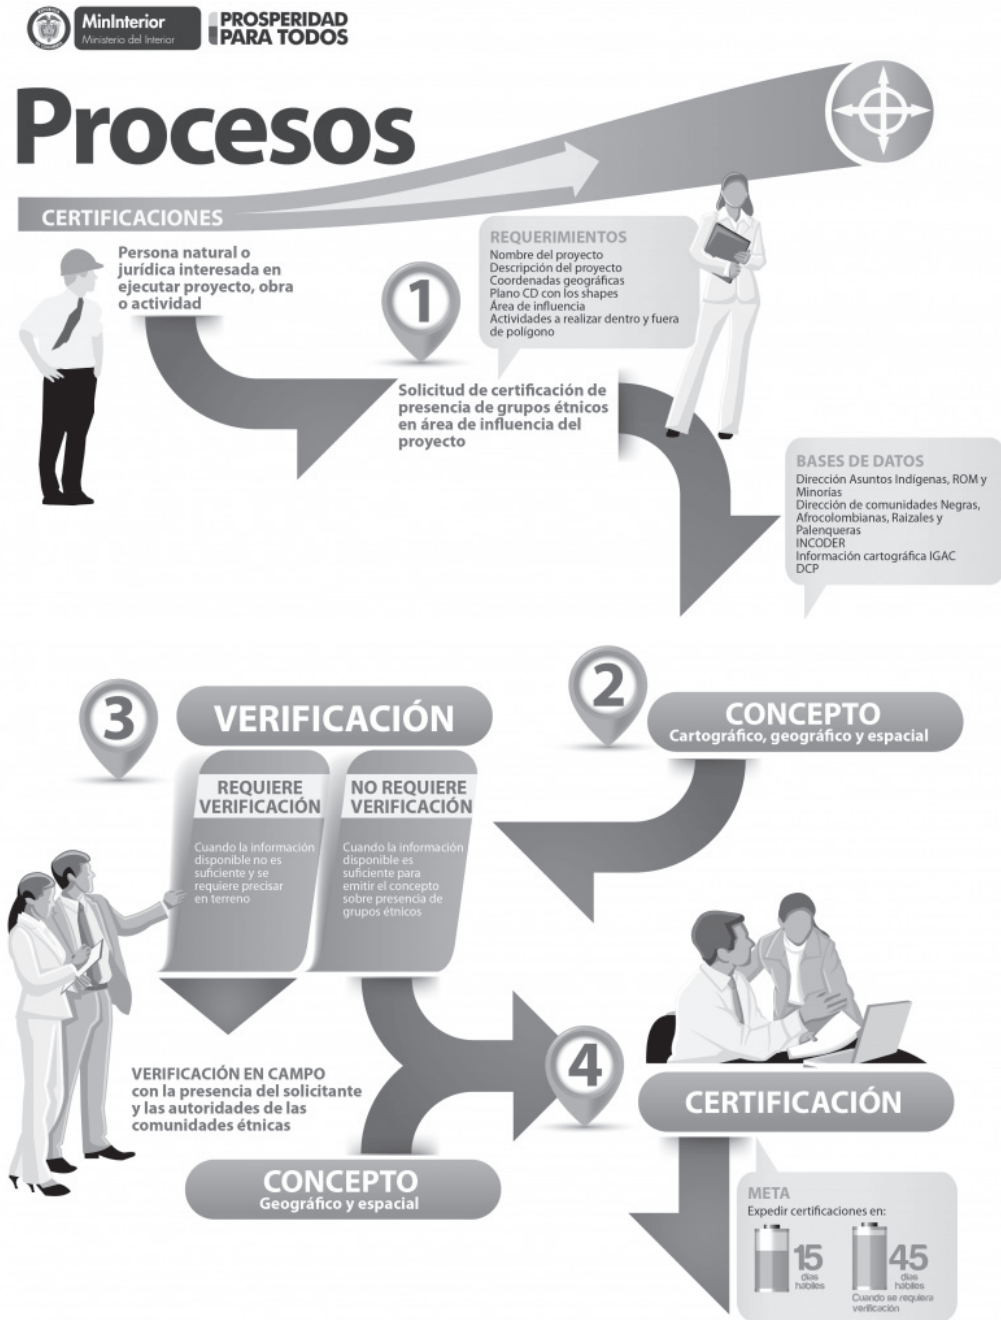 MinInterior
Ministerio del Interior
PROSPERIDAD
PARA TODOS
Procesos
CERTIFICACIONES
Persona natural o
jurídica interesada en
ejecutar proyecto, obra
o actividad
1
REQUERIMIENTOS
Nombre del proyecto
Descripción del proyecto
Coordenadas geográficas
Plano CD con los shapes
Área de influencia
Actividades a realizar dentro y fuera
de polígono
Solicitud de certificación de
presencia de grupos étnicos
en área de influencia del
proyecto
BASES DE DATOS
Dirección Asuntos Indígenas, ROM y
Minorías
Dirección de comunidades Negras,
Afrocolombianas, Raizales y
Palenqueras
INCODER
Información cartográfica IGAC
DCP
2
CONCEPTO
Cartográfico, geográfico y espacial
3
VERIFICACIÓN
REQUIERE
VERIFICACIÓN
Cuando la información
disponible no es
suficiente y se
requiere precisar
en terreno
NO REQUIERE
VERIFICACIÓN
Cuando la información
disponible es
suficiente para
emitir el concepto
sobre presencia de
grupos étnicos
VERIFICACIÓN EN CAMPO
con la presencia del solicitante
y las autoridades de las
comunidades étnicas
CONCEPTO
Geográfico y espacial
4
CERTIFICACIÓN
META
Expedir certificaciones en:
15
días
hábiles
45
días
hábiles
Cuando se requiera
verificación